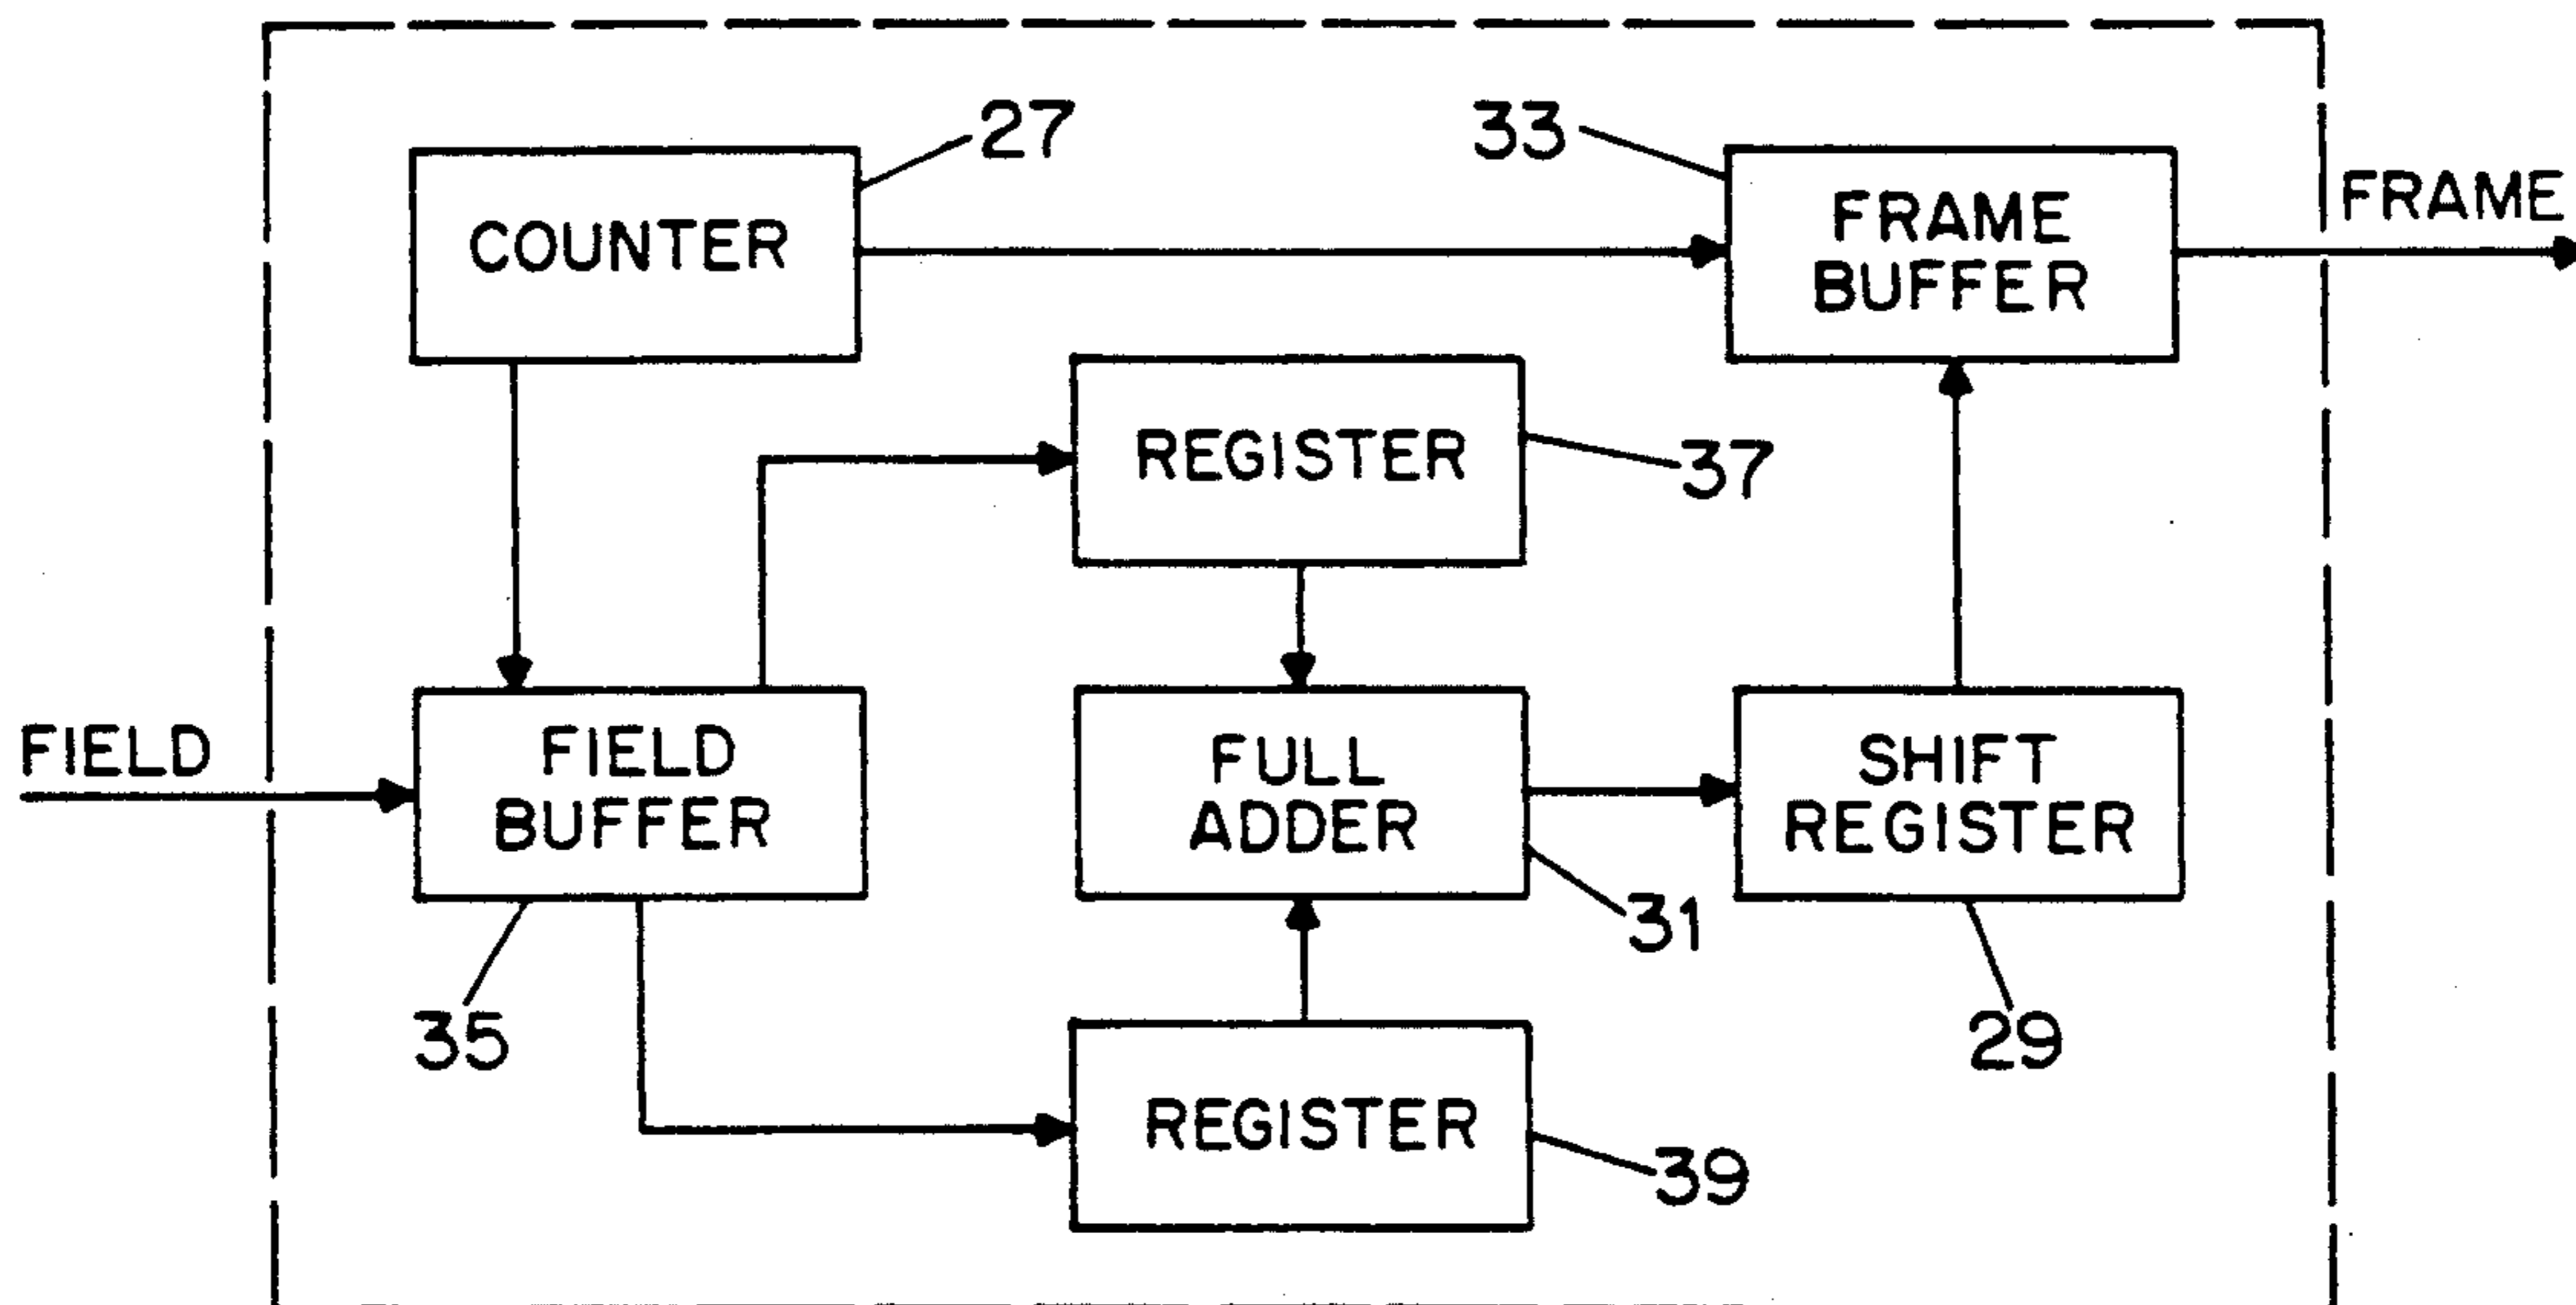 27
33
COUNTER
FRAME
BUFFER
FRAME
REGISTER
37
FIELD
FIELD
BUFFER
FULL
ADDER
SHIFT
REGISTER
31
35
29
REGISTER
39